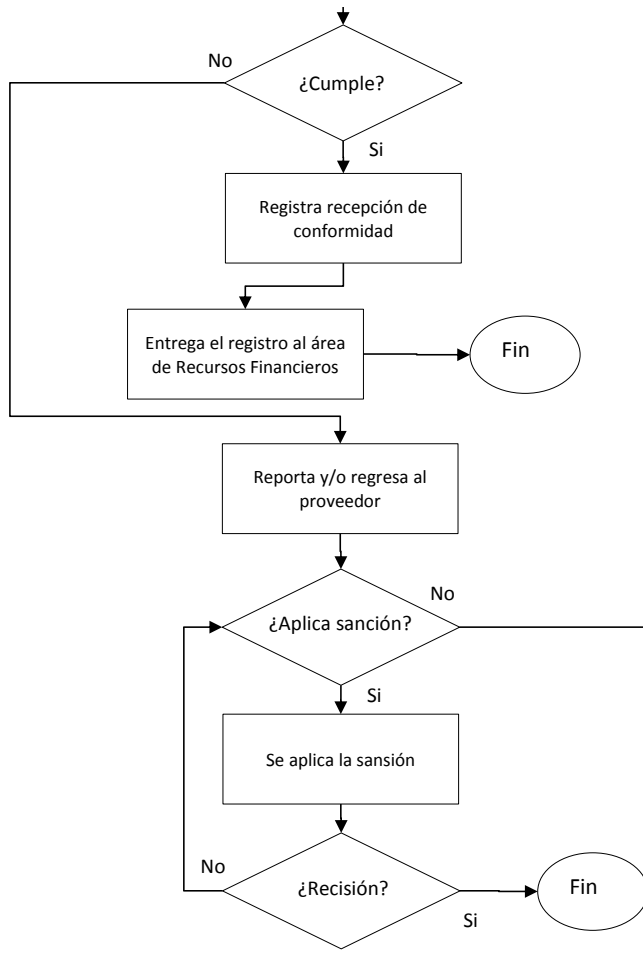 No
¿Cumple?
Si
Registra recepción de
conformidad
Entrega el registro al área
de Recursos Financieros
Fin
Reporta y/o regresa al
proveedor
No
¿Aplica sanción?
Si
Se aplica la sansión
No
¿Recisión?
Si
Fin